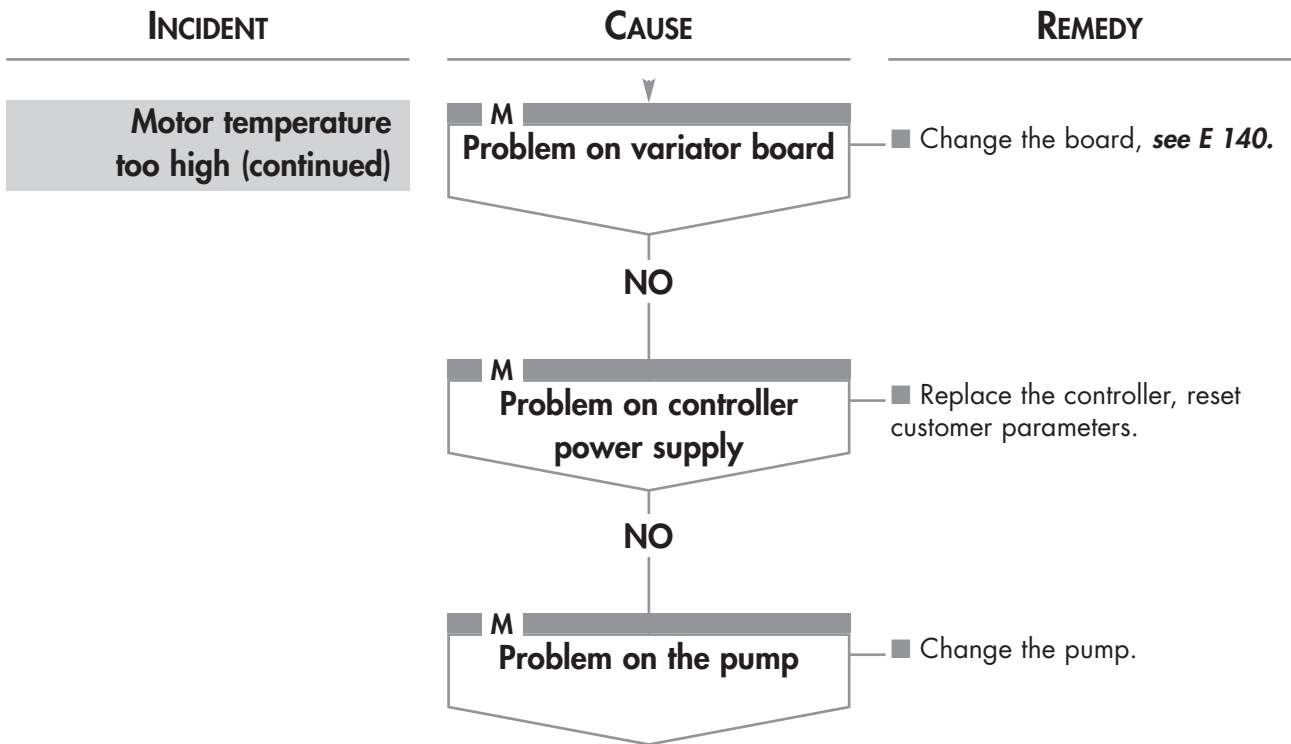 INCIDENT
CAUSE
REMEDY
Motor temperature
too high (continued)
M
Problem on variator board
■ Change the board, see E 140.
NO
M
Problem on controller
power supply
■ Replace the controller, reset
customer parameters.
NO
M
Problem on the pump
■ Change the pump.